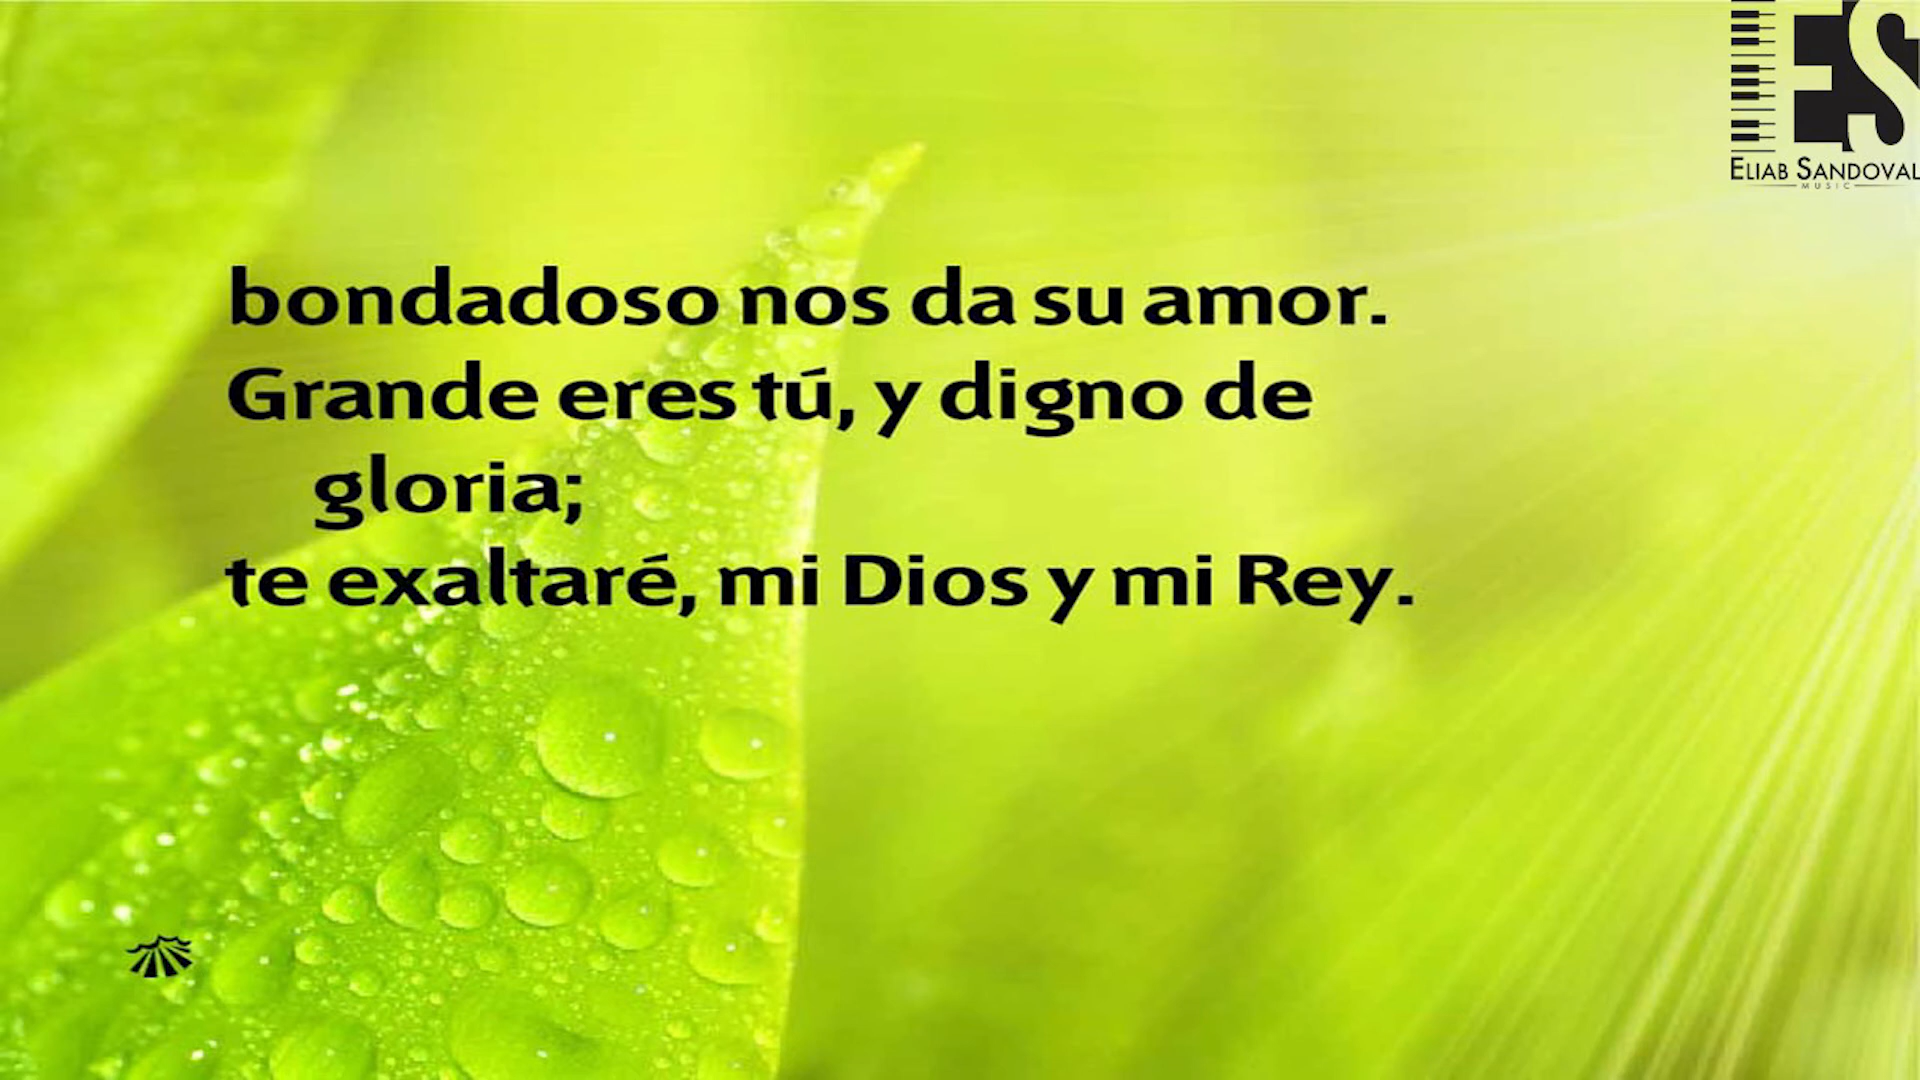 ES
ELIAB SANDOVAL
MUSIC
bondadoso nos da su amor.
Grande eres tú, y digno de
gloria;
te exaltaré, mi Dios y mi Rey.